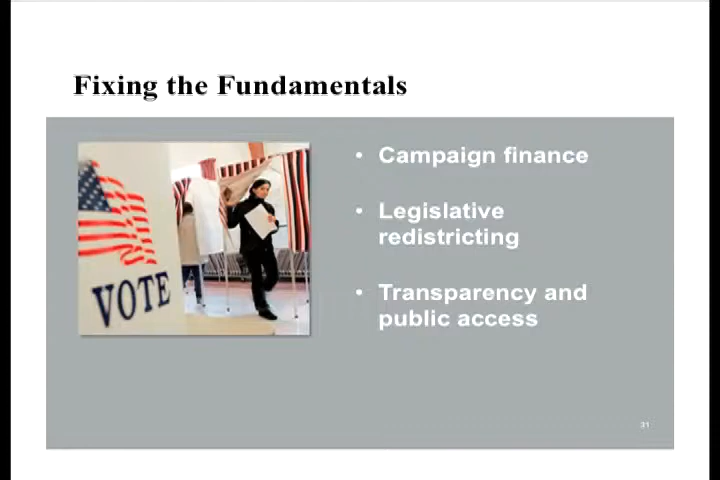 Fixing the Fundamentals
VOTE
• Campaign finance
• Legislative
redistricting
• Transparency and
public access
31